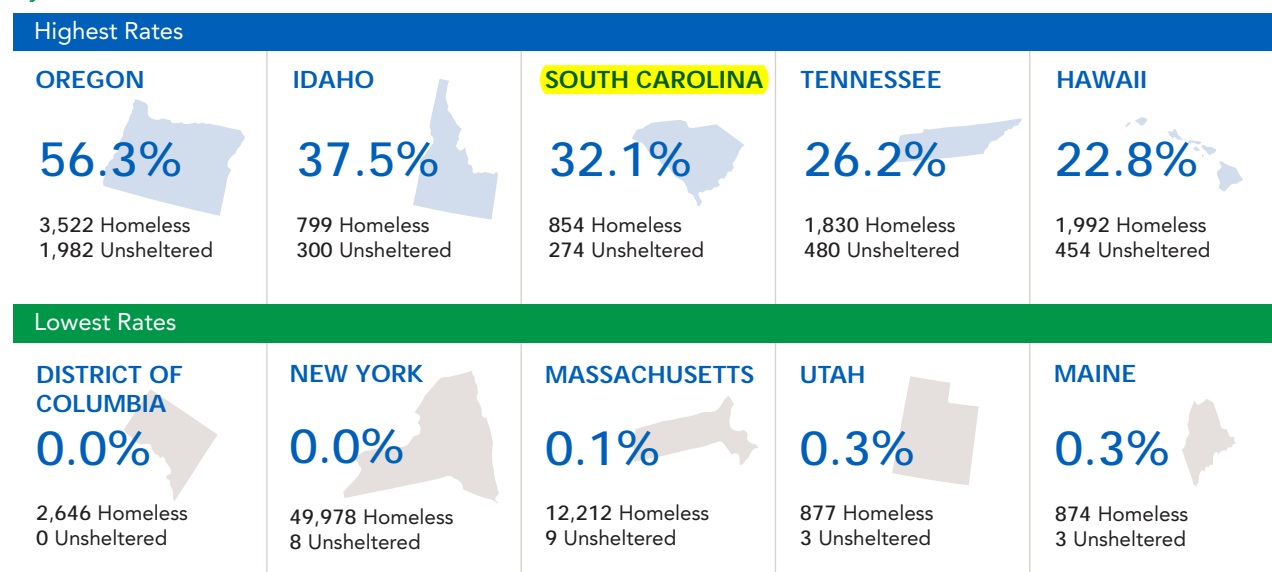 Highest Rates
OREGON
56.3%
3,522 Homeless
1,982 Unsheltered
IDAHO
37.5%
799 Homeless
300 Unsheltered
SOUTH CAROLINA
32.1%
854 Homeless
274 Unsheltered
TENNESSEE
26.2%
1,830 Homeless
480 Unsheltered
HAWAII
22.8%
1,992 Homeless
454 Unsheltered
Lowest Rates
DISTRICT OF
COLUMBIA
0.0%
2,646 Homeless
0 Unsheltered
NEW YORK
0.0%
49,978 Homeless
8 Unsheltered
MASSACHUSETTS
0.1%
12,212 Homeless
9 Unsheltered
UTAH
0.3%
877 Homeless
3 Unsheltered
MAINE
0.3%
874 Homeless
3 Unsheltered